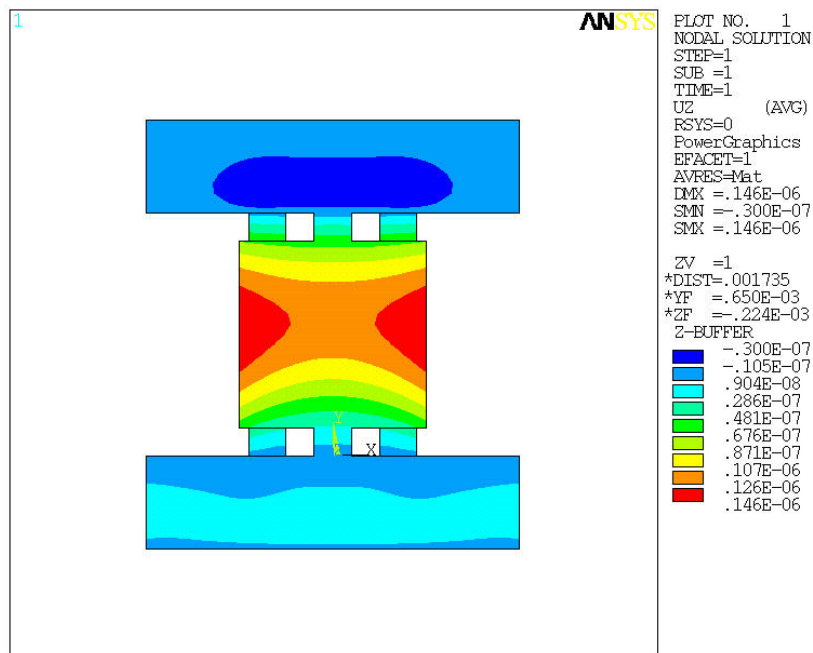 1
ANSYS
PLOT NO. 1
NODAL SOLUTION
STEP=1
SUB =1
TIME=1
UZ (AVG)
RSYS=0
PowerGraphics
EFACET=1
AVRES=Mat
DMX =.146E-06
SMN =-.300E-07
SMX =.146E-06
ZV =1
*DIST=.001735
*YF =.650E-03
*ZF =-.224E-03
Z-BUFFER
-.300E-07
-.105E-07
.904E-08
.286E-07
.481E-07
.676E-07
.871E-07
.107E-06
.126E-06
.146E-06
Y
X